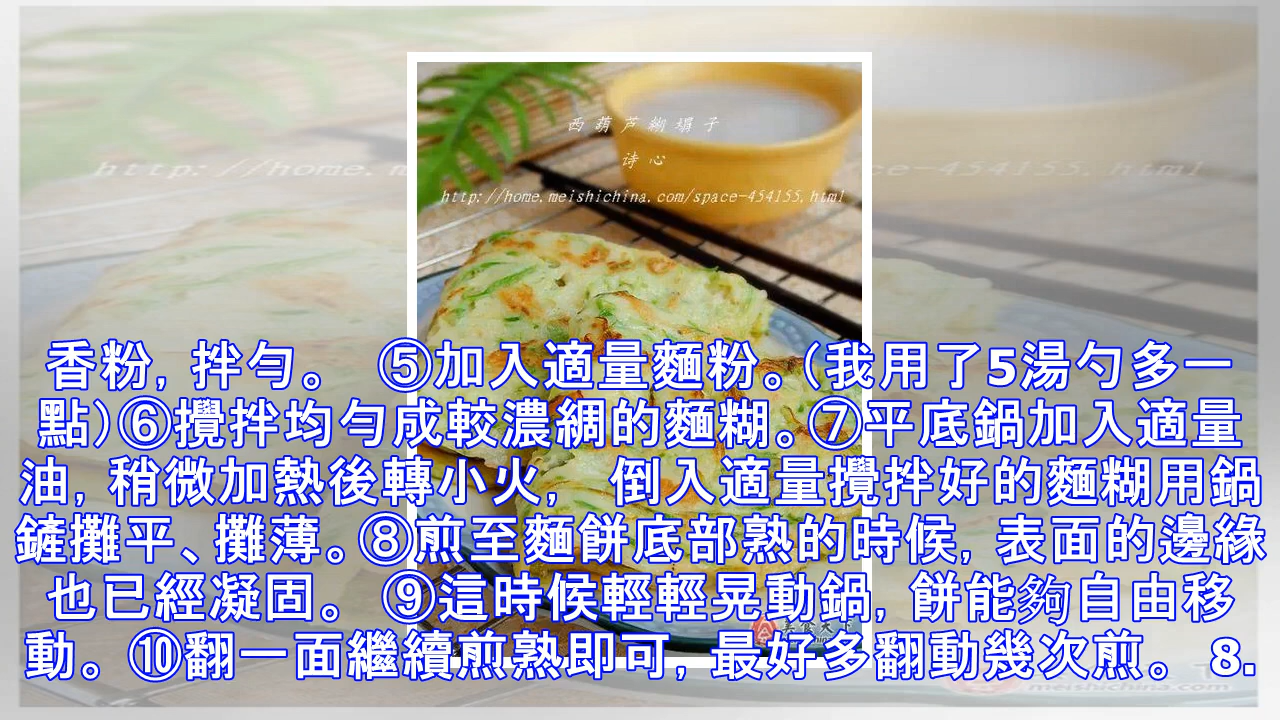 西葫芦糊塌子
诗心
http://home.meishichina.com/space-454155.html
香粉, 拌勻。 ⑤加入適量麵粉。(我用了5湯勺多一
點)⑥攪拌均勻成較濃綢的麵糊。⑦平底鍋加入適量
油, 稍微加熱後轉小火, 倒入適量攪拌好的麵糊用鍋
鏟攤平、攤薄。⑧煎至麵餅底部熟的時候, 表面的邊緣
也已經凝固。 ⑨這時候輕輕晃動鍋, 餅能夠自由移
動。⑩翻一面繼續煎熟即可, 最好多翻動幾次煎。 8.